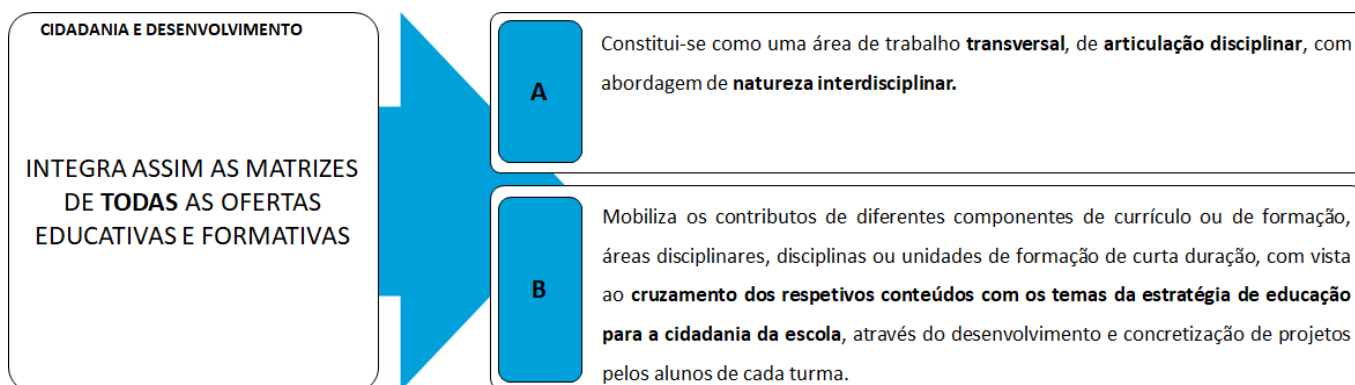 CIDADANIA E DESENVOLVIMENTO
INTEGRA ASSIM AS MATRIZES
DE TODAS AS OFERTAS
EDUCATIVAS E FORMATIVAS
A
Constitui-se como uma área de trabalho transversal, de articulação disciplinar, com
abordagem de natureza interdisciplinar.
B
Mobiliza os contributos de diferentes componentes de currículo ou de formação,
áreas disciplinares, disciplinas ou unidades de formação de curta duração, com vista
ao cruzamento dos respetivos conteúdos com os temas da estratégia de educação
para a cidadania da escola, através do desenvolvimento e concretização de projetos
pelos alunos de cada turma.